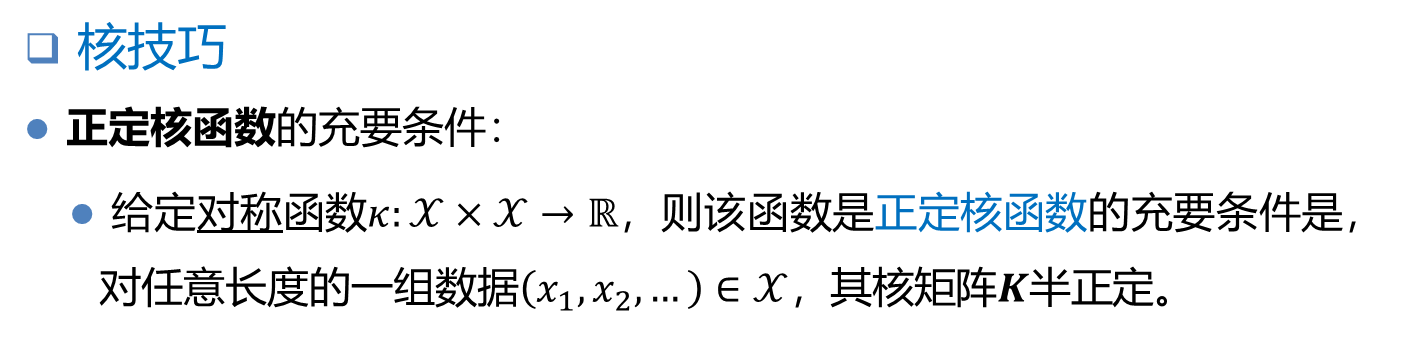 核技巧
正定核函数的充要条件：
给定对称函数𝜅: 𝒳 × 𝒳 → ℝ，则该函数是正定核函数的充要条件是，
对任意长度的一组数据(𝑥₁, 𝑥₂, … ) ∈ 𝒳，其核矩阵𝑲半正定。